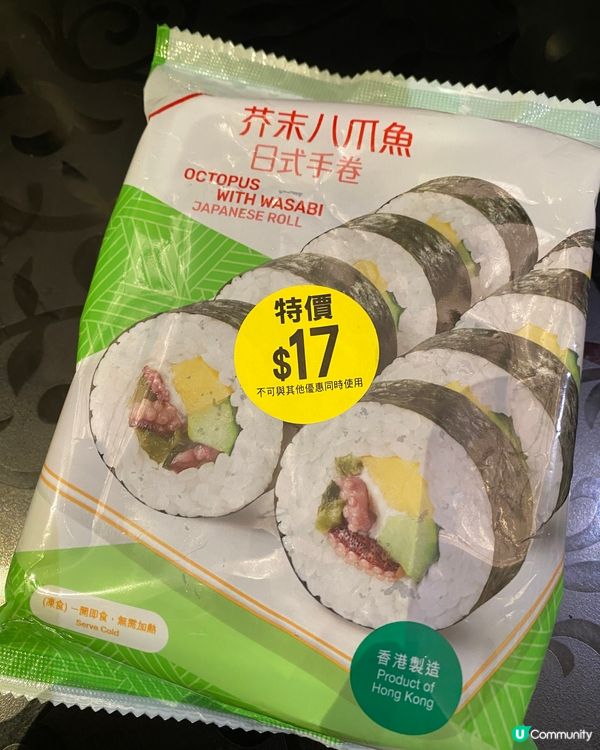 芥末八爪魚
日式手卷
OCTOPUS
WITH WASABI
JAPANESE ROLL
特價
$17
不可與其他優惠同時使用
(凍食) 一開即食，無需加熱
Serve Cold
香港製造
Product of
Hong Kong
U Community